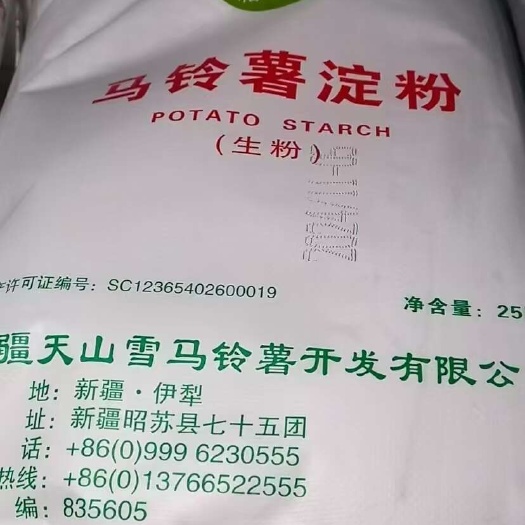 马铃薯淀粉
POTATO STARCH
(生粉)
许可证编号: SC12365402600019
净含量: 25
疆天山雪马铃薯开发有限公
地: 新疆·伊犁
址: 新疆昭苏县七十五团
话: +86(0)999 6230555
热线: +86(0)13766522555
编: 835605